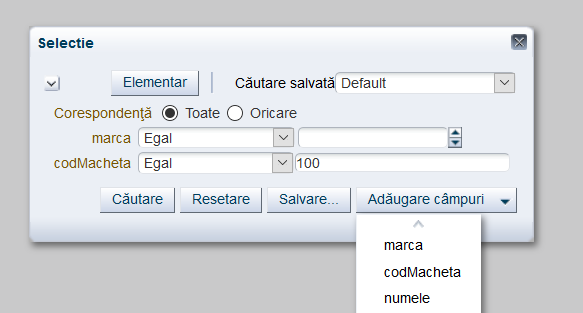 Selectie
Elementar Căutare salvată Default
Corespondenţă Toate Oricare
marca Egal
codMacheta Egal 100
Căutare Resetare Salvare... Adăugare câmpuri
marca
codMacheta
numele